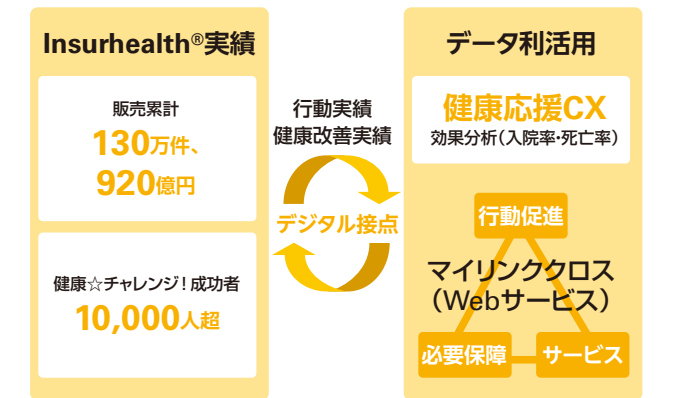 Insurhealth®実績
販売累計
130万件、
920億円
健康☆チャレンジ！成功者
10,000人超
行動実績
健康改善実績
デジタル接点
データ利活用
健康応援CX
効果分析（入院率・死亡率）
行動促進
マイリンククロス
（Webサービス）
必要保障
サービス